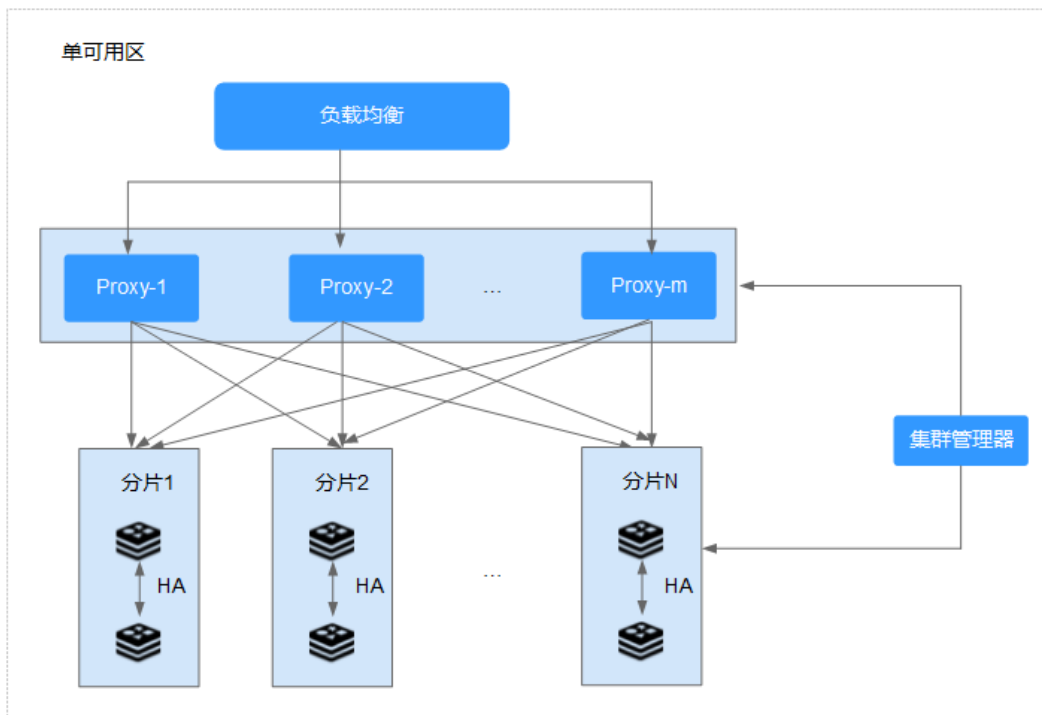 单可用区
负载均衡
Proxy-1
Proxy-2
...
Proxy-m
集群管理器
分片1
分片2
分片N
HA
HA
...
HA